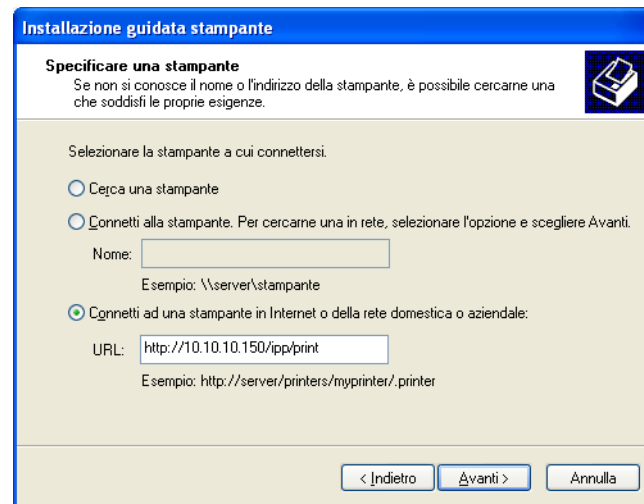 Installazione guidata stampante
Specificare una stampante
Se non si conosce il nome o l'indirizzo della stampante, è possibile cercarne una
che soddisfi le proprie esigenze.
Selezionare la stampante a cui connettersi.
Cerca una stampante
Connetti alla stampante. Per cercarne una in rete, selezionare l'opzione e scegliere Avanti.
Nome:
Esempio: \\server\stampante
Connetti ad una stampante in Internet o della rete domestica o aziendale:
URL: http://10.10.10.150/ipp/print
Esempio: http://server/printers/myprinter/.printer
< Indietro Avanti > Annulla